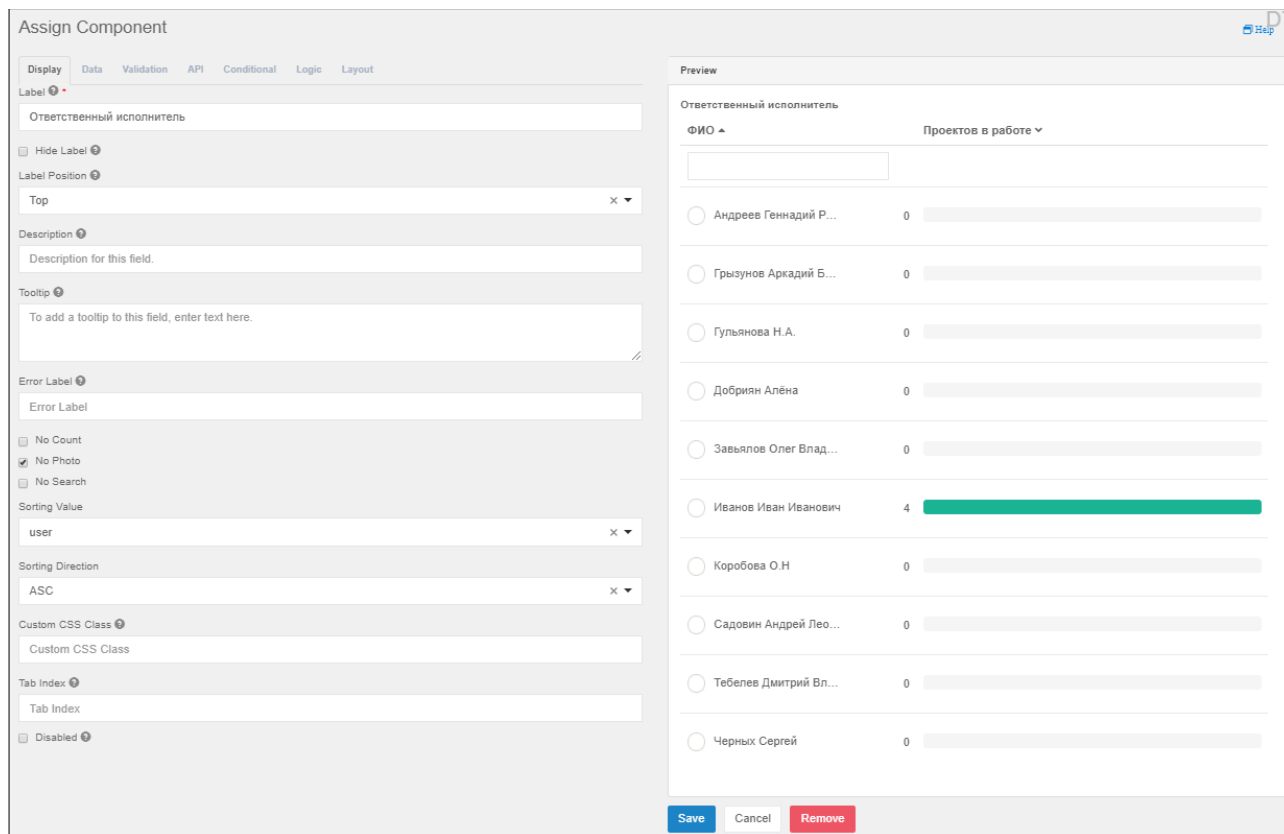 Assign Component
Help
Display Data Validation API Conditional Logic Layout
Label *
Ответственный исполнитель
Hide Label
Label Position
Top
Description
Description for this field.
Tooltip
To add a tooltip to this field, enter text here.
Error Label
Error Label
No Count
No Photo
No Search
Sorting Value
user
Sorting Direction
ASC
Custom CSS Class
Custom CSS Class
Tab Index
Tab Index
Disabled
Preview
Ответственный исполнитель
ФИО Проектов в работе
Андреев Геннадий Р... 0
Грызунов Аркадий Б... 0
Гульянова Н.А. 0
Добриян Алёна 0
Завьялов Олег Влад... 0
Иванов Иван Иванович 4
Коробова О.Н 0
Садовин Андрей Лео... 0
Тебелев Дмитрий Вл... 0
Черных Сергей 0
Save Cancel Remove